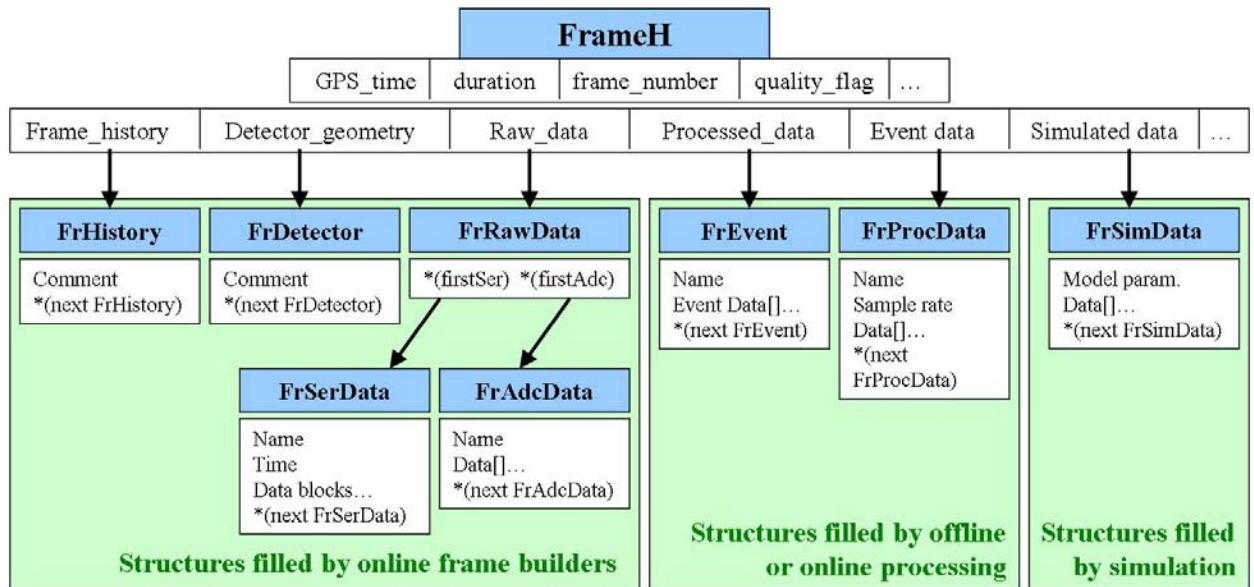 FrameH
GPS_time duration frame_number quality_flag ...
Frame_history Detector_geometry Raw_data Processed_data Event data Simulated data ...
FrHistory
Comment
*(next FrHistory)
FrDetector
Comment
*(next FrDetector)
FrRawData
*(firstSer) *(firstAdc)
FrSerData
Name
Time
Data blocks...
*(next FrSerData)
FrAdcData
Name
Data[]...
*(next FrAdcData)
Structures filled by online frame builders
FrEvent
Name
Event Data[]...
*(next FrEvent)
FrProcData
Name
Sample rate
Data[]...
*(next
FrProcData)
Structures filled by offline
or online processing
FrSimData
Model param.
Data[]...
*(next FrSimData)
Structures filled
by simulation